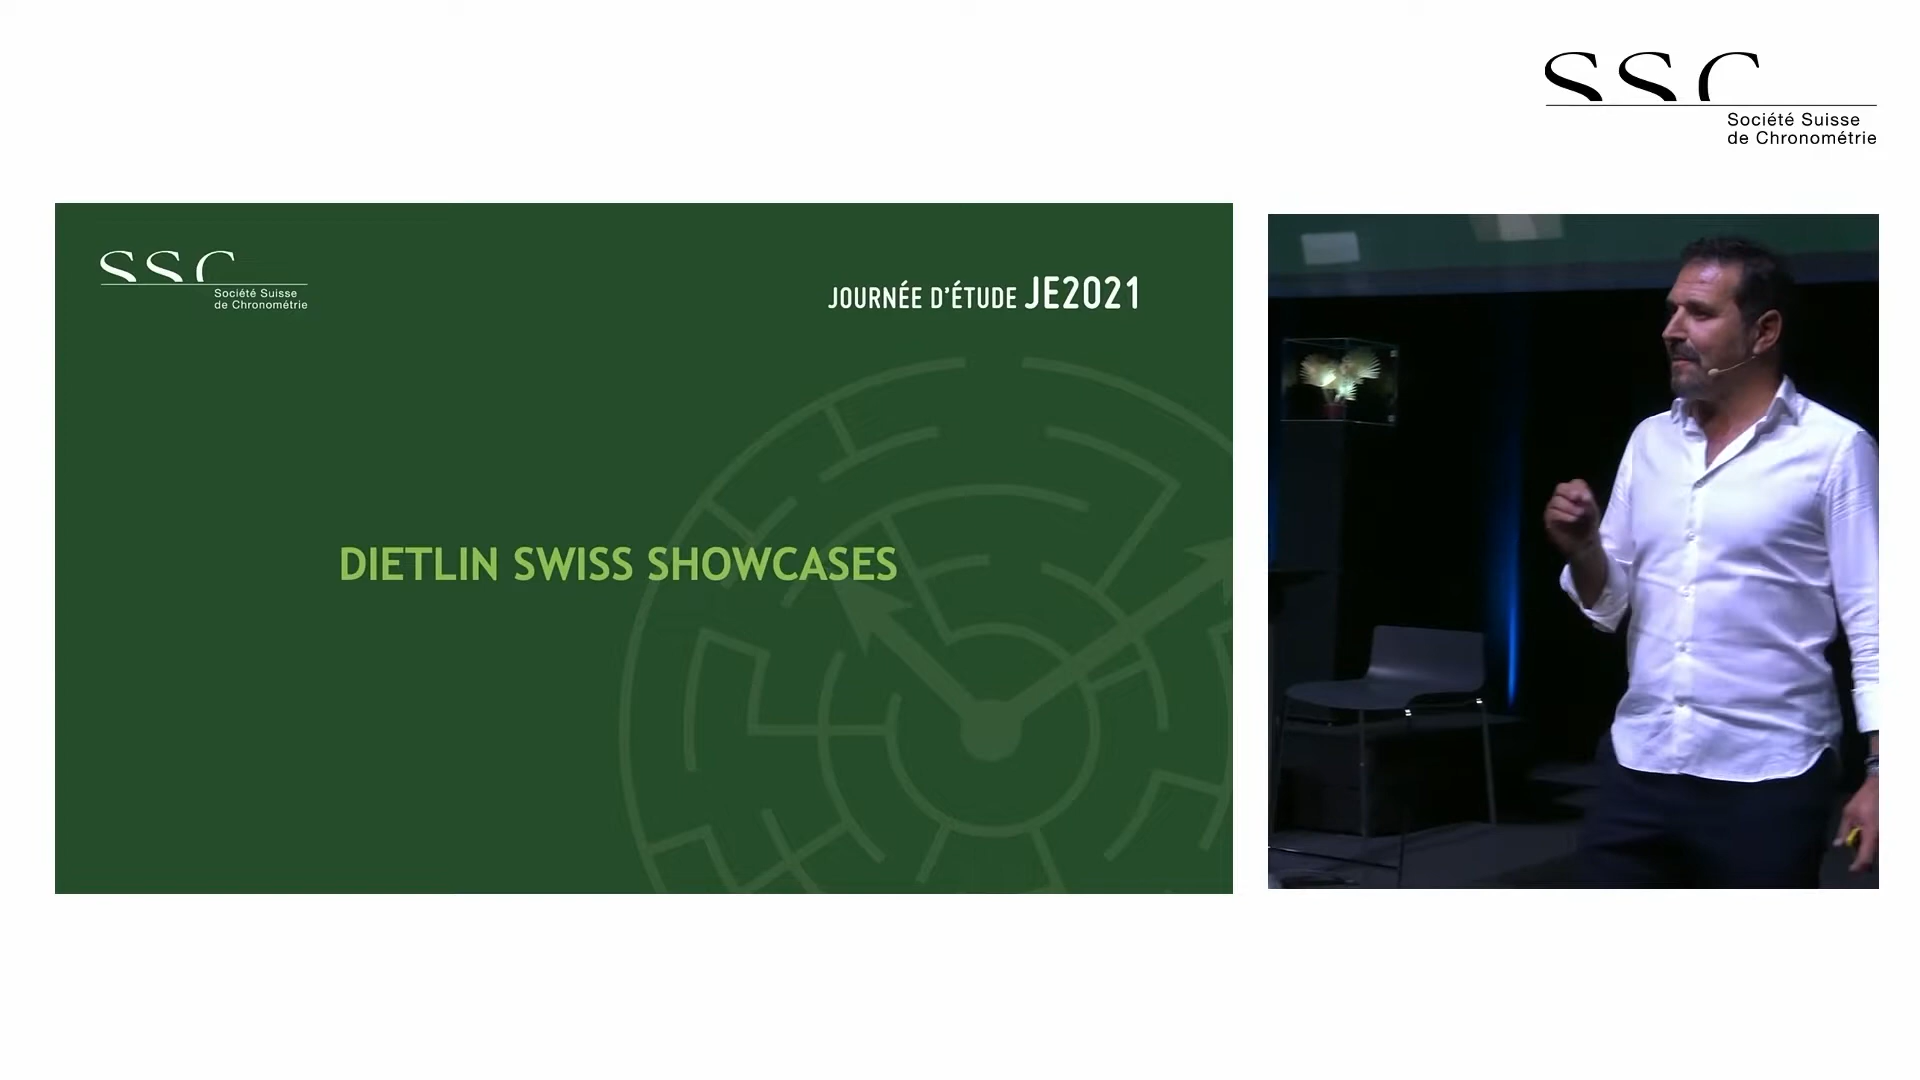 SSC
Société Suisse
de Chronométrie
SSC
Société Suisse
de Chronométrie
JOURNÉE D'ÉTUDE JE2021
DIETLIN SWISS SHOWCASES